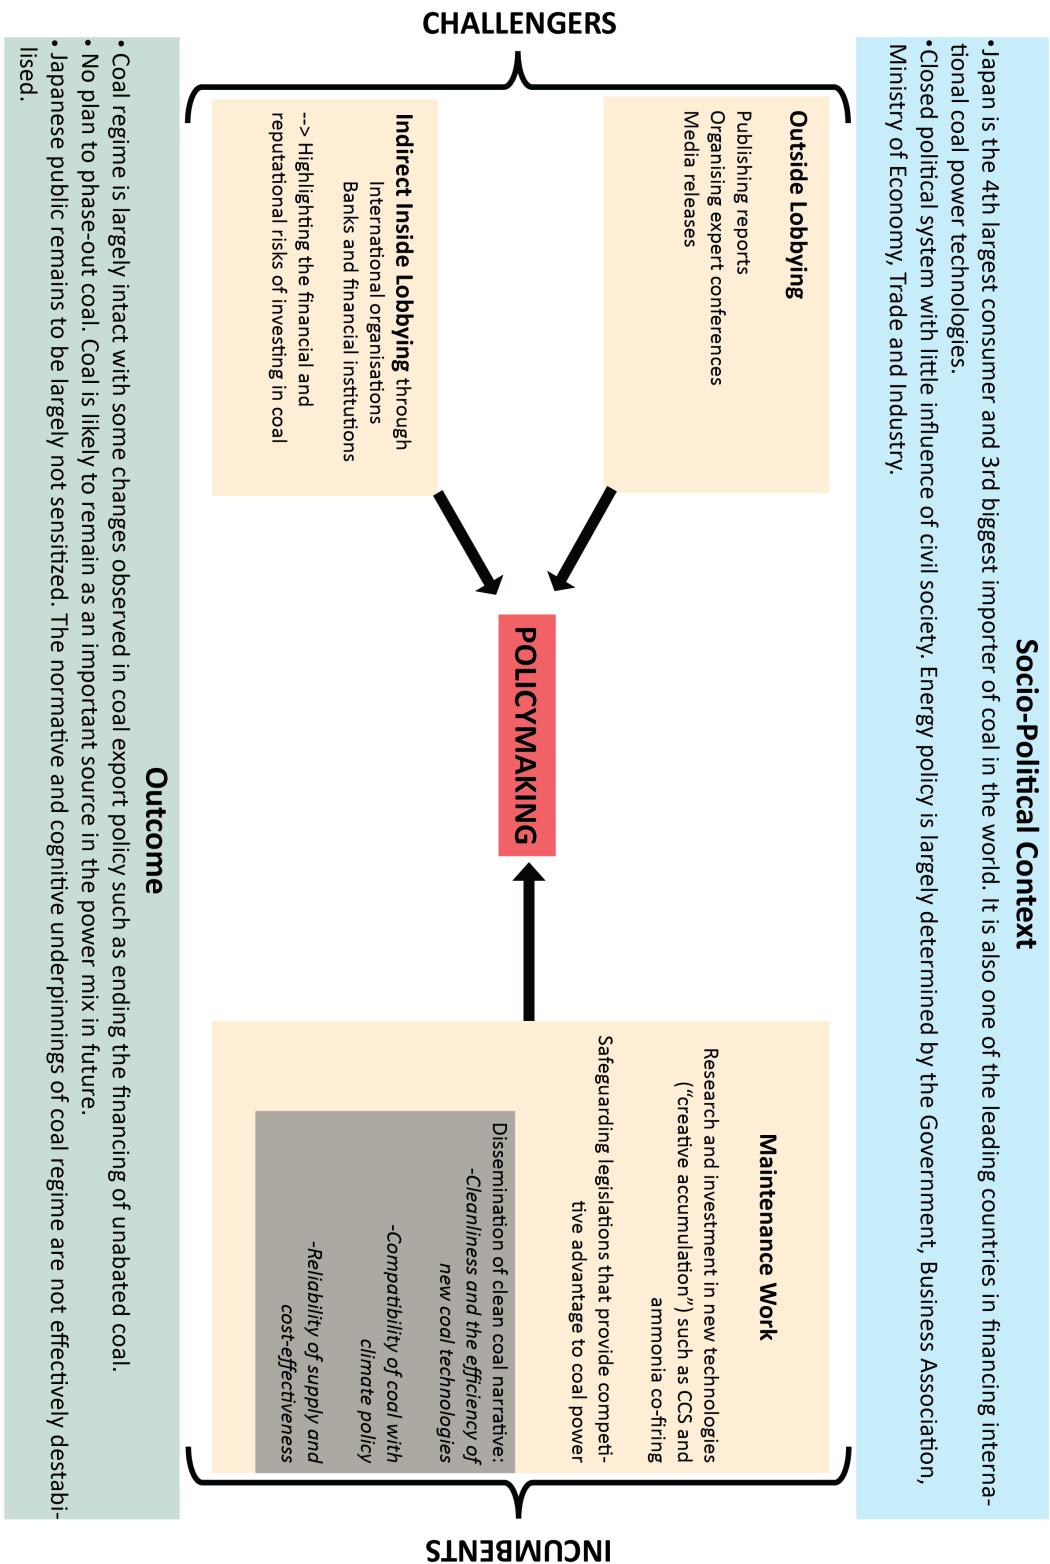 Socio-Political Context
•Japan is the 4th largest consumer and 3rd biggest importer of coal in the world. It is also one of the leading countries in financing interna-
tional coal power technologies.
•Closed political system with little influence of civil society. Energy policy is largely determined by the Government, Business Association,
Ministry of Economy, Trade and Industry.
CHALLENGERS
Outside Lobbying
Publishing reports
Organising expert conferences
Media releases
Indirect Inside Lobbying through
International organisations
Banks and financial institutions
--> Highlighting the financial and
reputational risks of investing in coal
POLICYMAKING
Maintenance Work
Research and investment in new technologies
(“creative accumulation”) such as CCS and
ammonia co-firing
Safeguarding legislations that provide competi-
tive advantage to coal power
Dissemination of clean coal narrative:
-Cleanliness and the efficiency of
new coal technologies
-Compatibility of coal with
climate policy
-Reliability of supply and
cost-effectiveness
INCUMBENTS
Outcome
• Coal regime is largely intact with some changes observed in coal export policy such as ending the financing of unabated coal.
• No plan to phase-out coal. Coal is likely to remain as an important source in the power mix in future.
• Japanese public remains to be largely not sensitized. The normative and cognitive underpinnings of coal regime are not effectively destabi-
lised.